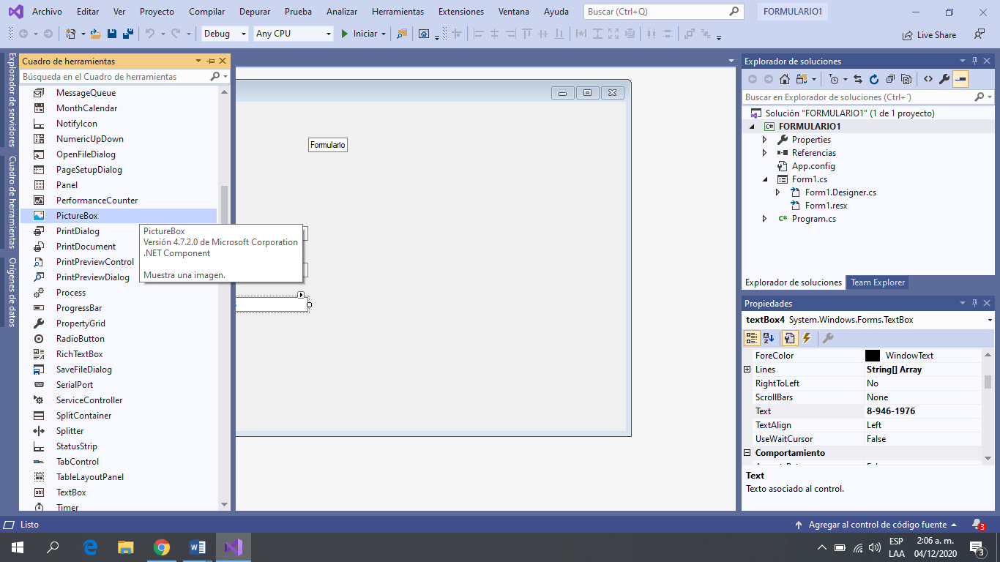 Archivo Editar Ver Proyecto Compilar Depurar Prueba Analizar Herramientas Extensiones Ventana Ayuda Buscar (Ctrl+Q) FORMULARIO1
Debug Any CPU Iniciar Live Share
Explorador de servidores
Cuadro de herramientas
Orígenes de datos
Cuadro de herramientas
Búsqueda en el Cuadro de herramientas
MessageQueue
MonthCalendar
NotifyIcon
NumericUpDown
OpenFileDialog
PageSetupDialog
Panel
PerformanceCounter
PictureBox
PrintDialog
PrintDocument
PrintPreviewControl
PrintPreviewDialog
Process
ProgressBar
PropertyGrid
RadioButton
RichTextBox
SaveFileDialog
SerialPort
ServiceController
SplitContainer
Splitter
StatusStrip
TabControl
TableLayoutPanel
TextBox
Timer
PictureBox
Versión 4.7.2.0 de Microsoft Corporation
.NET Component
Muestra una imagen.
Formulario
Explorador de soluciones
Buscar en Explorador de soluciones (Ctrl+´)
Solución "FORMULARIO1" (1 de 1 proyecto)
FORMULARIO1
Properties
Referencias
App.config
Form1.cs
Form1.Designer.cs
Form1.resx
Program.cs
Explorador de soluciones Team Explorer
Propiedades
textBox4 System.Windows.Forms.TextBox
ForeColor WindowText
Lines String[] Array
RightToLeft No
ScrollBars None
Text 8-946-1976
TextAlign Left
UseWaitCursor False
Comportamiento
Text
Texto asociado al control.
Listo Agregar al control de código fuente 3
ESP 2:06 a. m.
LAA 04/12/2020 3